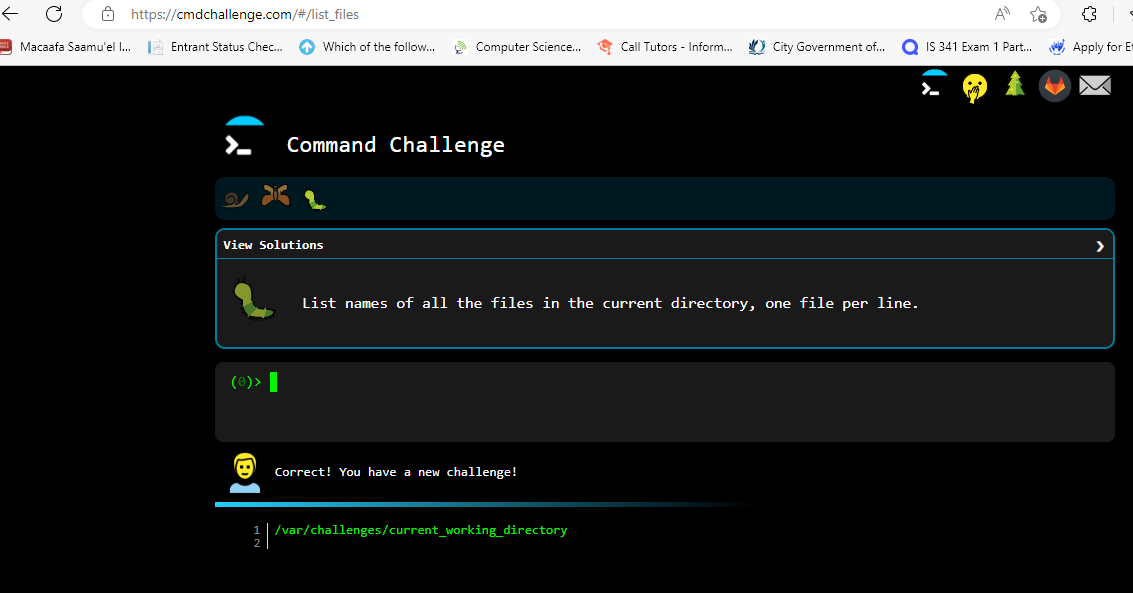 https://cmdchallenge.com/#/list_files
Macaafa Saamu'el I... Entrant Status Chec... Which of the follow... Computer Science... Call Tutors - Inform... City Government of... IS 341 Exam 1 Part... Apply for Et
Command Challenge
View Solutions
List names of all the files in the current directory, one file per line.
(0)>
Correct! You have a new challenge!
1 /var/challenges/current_working_directory
2